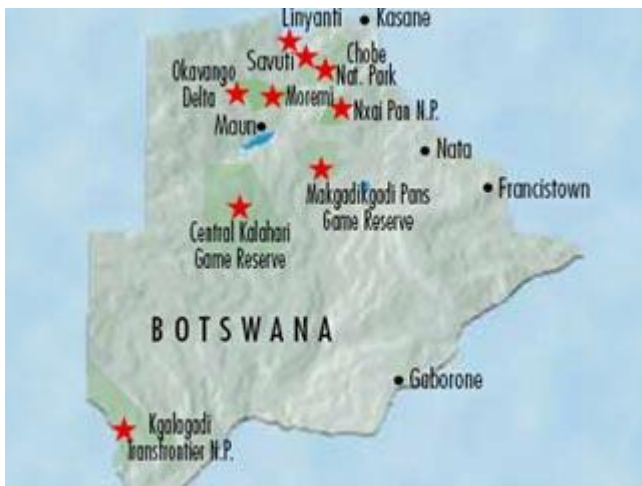 Linyanti
Kasane
Savuti
Chobe
Nat. Park
Okavango
Delta
Moremi
Nxai Pan N.P.
Maun
Nata
Makgadikgadi Pans
Game Reserve
Francistown
Central Kalahari
Game Reserve
BOTSWANA
Gaborone
Kgalagadi
Transfrontier N.P.